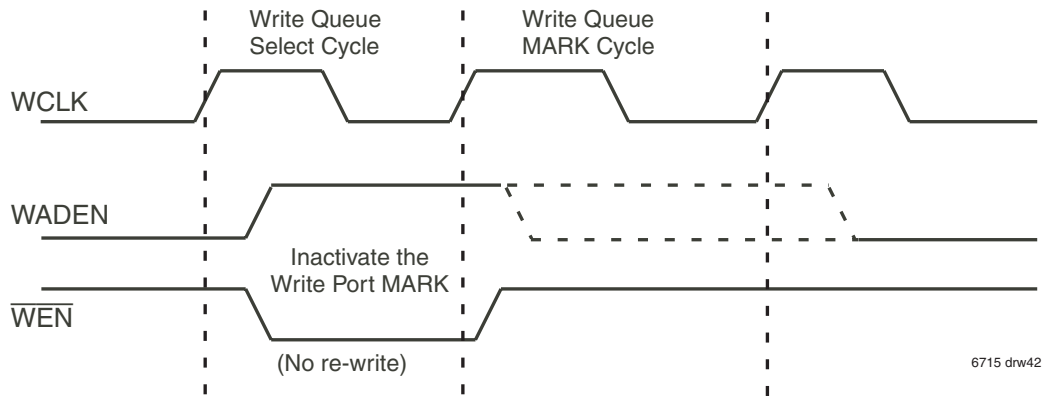 Write Queue
Select Cycle
Write Queue
MARK Cycle
WCLK
WADEN
Inactivate the
Write Port MARK
WEN
(No re-write)
6715 drw42